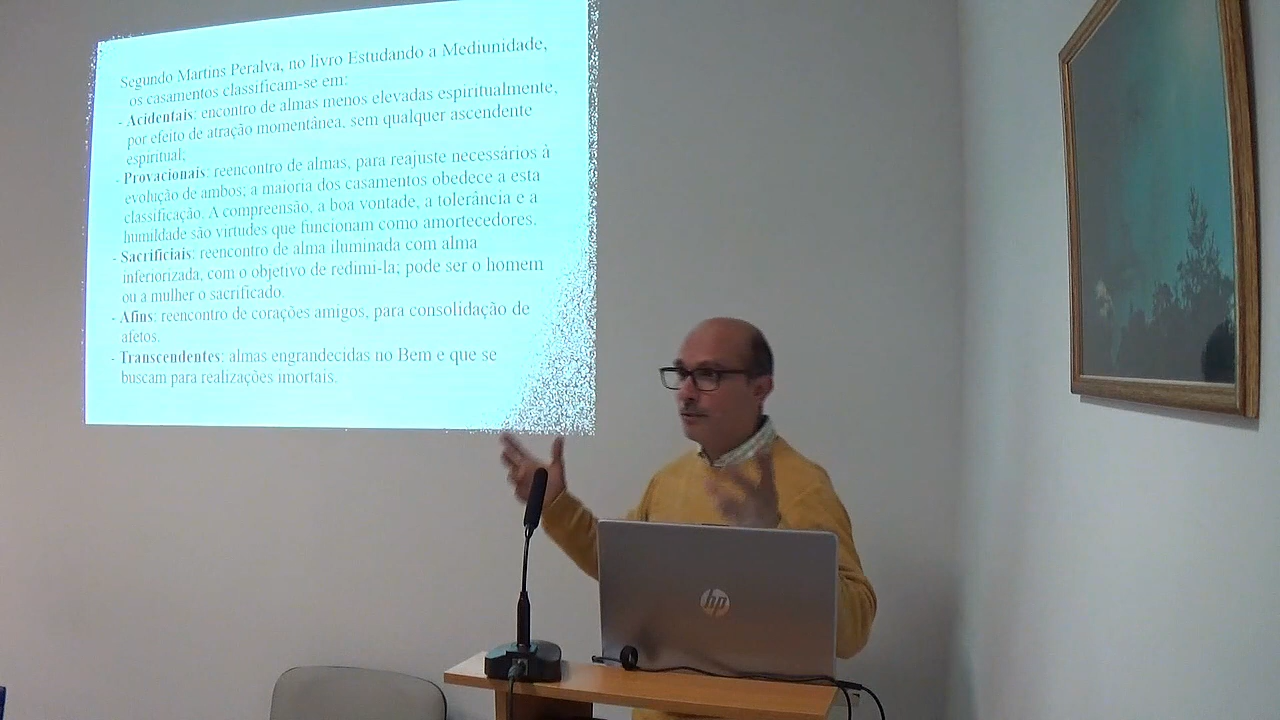 Segundo Martins Peralva, no livro Estudando a Mediunidade,
os casamentos classificam-se em:
- Acidentais: encontro de almas menos elevadas espiritualmente,
por efeito de atração momentânea, sem qualquer ascendente
espiritual;
- Provacionais: reencontro de almas, para reajuste necessários à
evolução de ambos; a maioria dos casamentos obedece a esta
classificação. A compreensão, a boa vontade, a tolerância e a
humildade são virtudes que funcionam como amortecedores.
- Sacrificiais: reencontro de alma iluminada com alma
inferiorizada, com o objetivo de redimi-la; pode ser o homem
ou a mulher o sacrificado.
- Afins: reencontro de corações amigos, para consolidação de
afetos.
- Transcendentes: almas engrandecidas no Bem e que se
buscam para realizações imortais.
hp